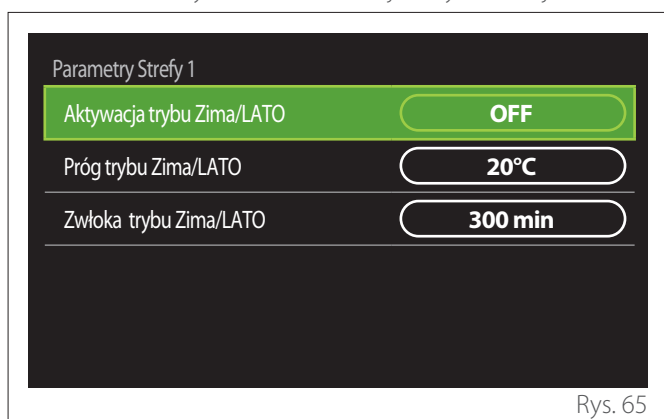 Parametry Strefy 1
Aktywacja trybu Zima/LATO OFF
Próg trybu Zima/LATO 20°C
Zwłoka trybu Zima/LATO 300 min
Rys. 65